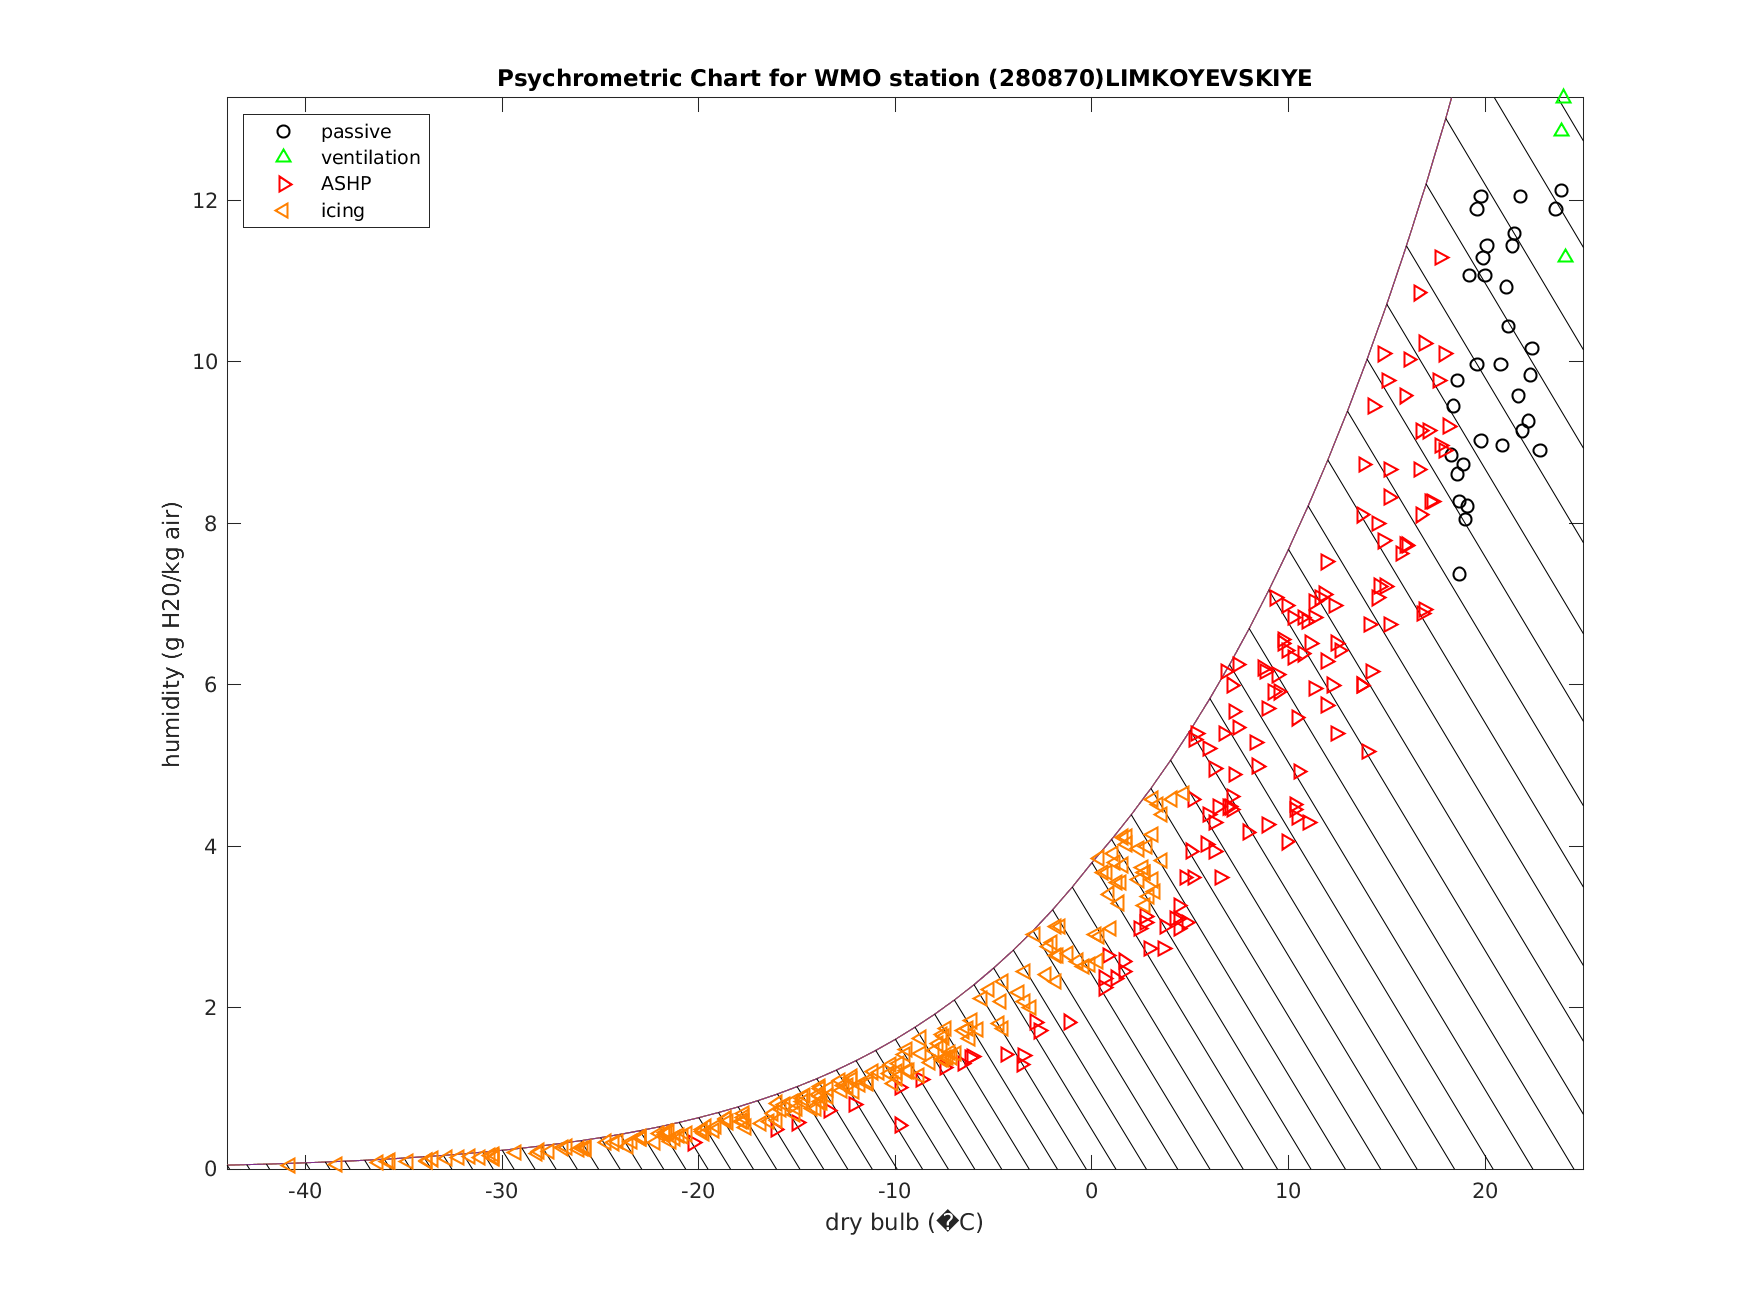 Psychrometric Chart for WMO station (280870)LIMKOYEVSKIYE
passive
ventilation
ASHP
icing
12
10
8
6
4
2
0
humidity (g H20/kg air)
-40 -30 -20 -10 0 10 20
dry bulb (�C)